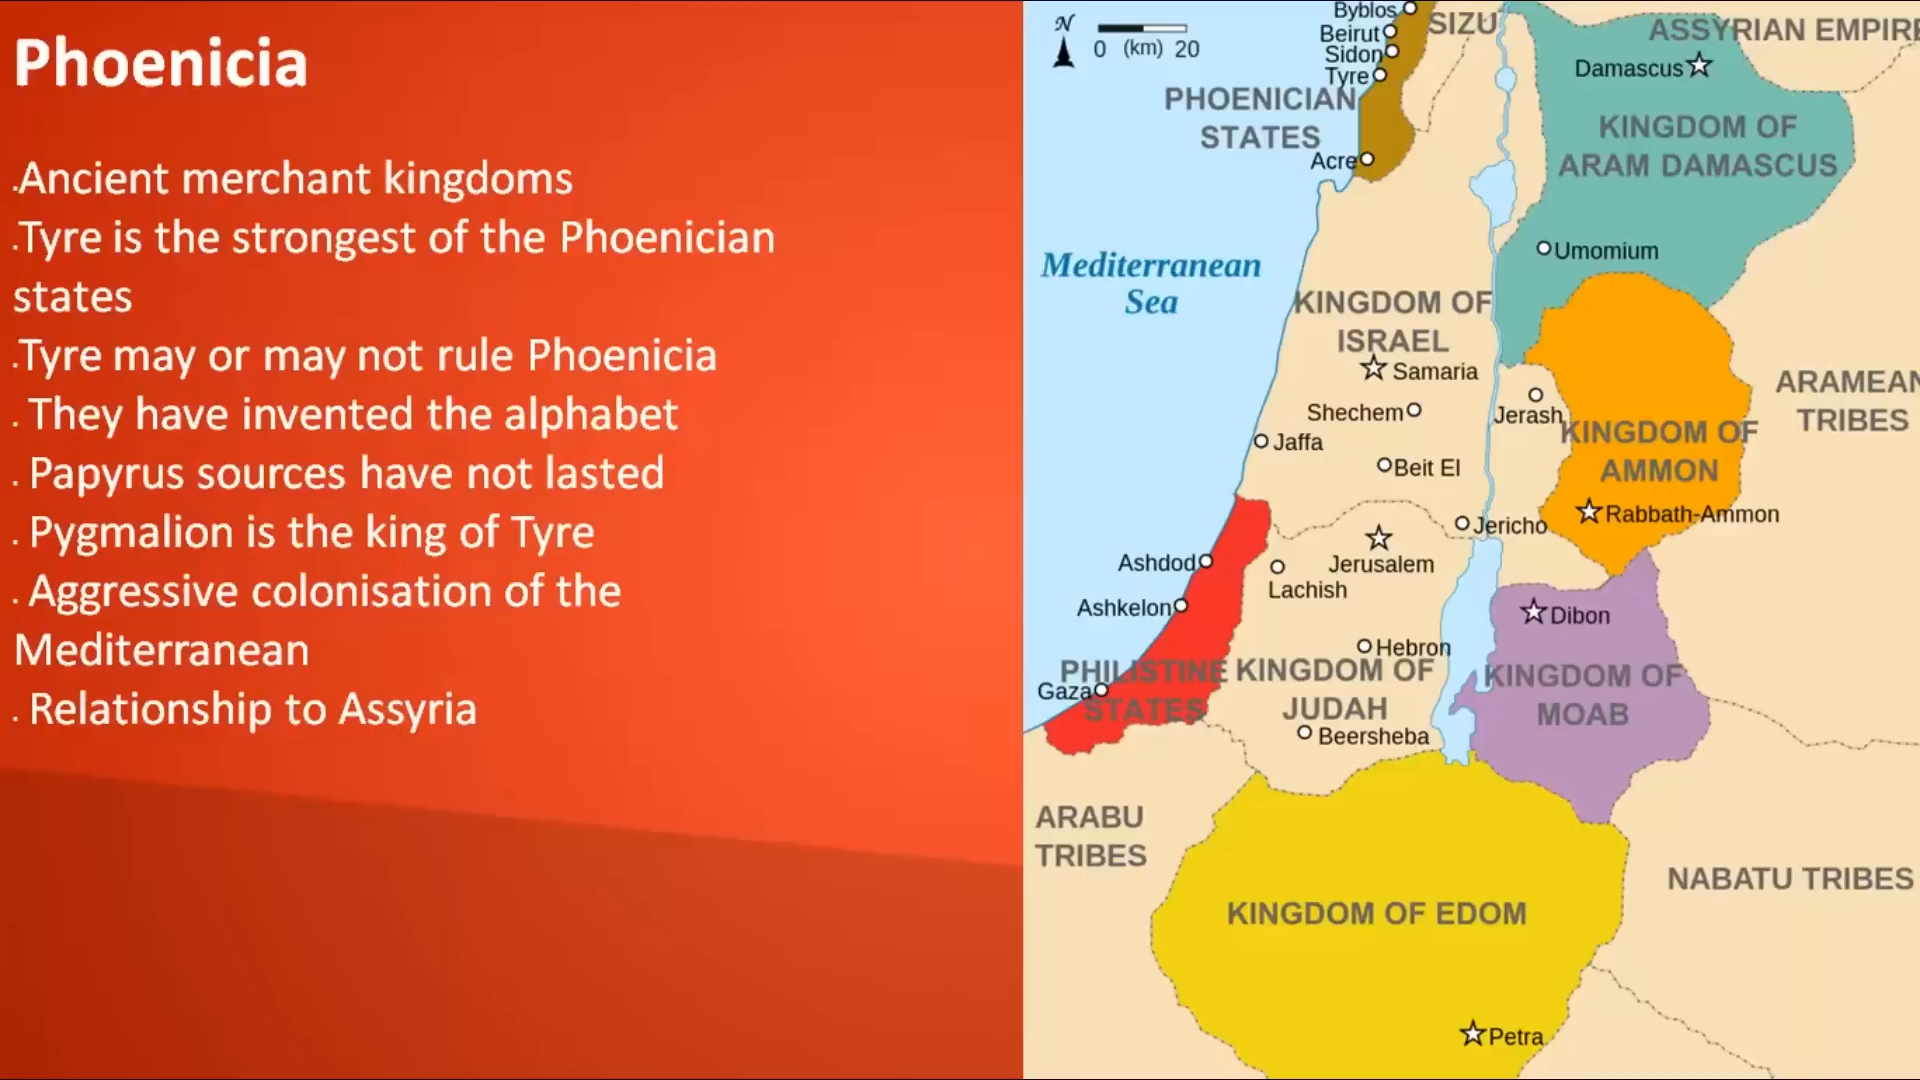 Phoenicia
.Ancient merchant kingdoms
.Tyre is the strongest of the Phoenician
states
.Tyre may or may not rule Phoenicia
. They have invented the alphabet
. Papyrus sources have not lasted
. Pygmalion is the king of Tyre
. Aggressive colonisation of the
Mediterranean
. Relationship to Assyria
N
0 (km) 20
Byblos
Beirut
Sidon
Tyre
SIZU
ASSYRIAN EMPIRE
Damascus
PHOENICIAN
STATES
KINGDOM OF
ARAM DAMASCUS
Acre
Umomium
Mediterranean
Sea
KINGDOM OF
ISRAEL
Samaria
Shechem
Jerash
ARAMEAN
TRIBES
Jaffa
Beit El
KINGDOM OF
AMMON
Rabbath-Ammon
Jericho
Jerusalem
Ashdod
Lachish
Ashkelon
Dibon
Hebron
PHILISTINE
STATES
Gaza
KINGDOM OF
JUDAH
KINGDOM OF
MOAB
Beersheba
ARABU
TRIBES
NABATU TRIBES
KINGDOM OF EDOM
Petra